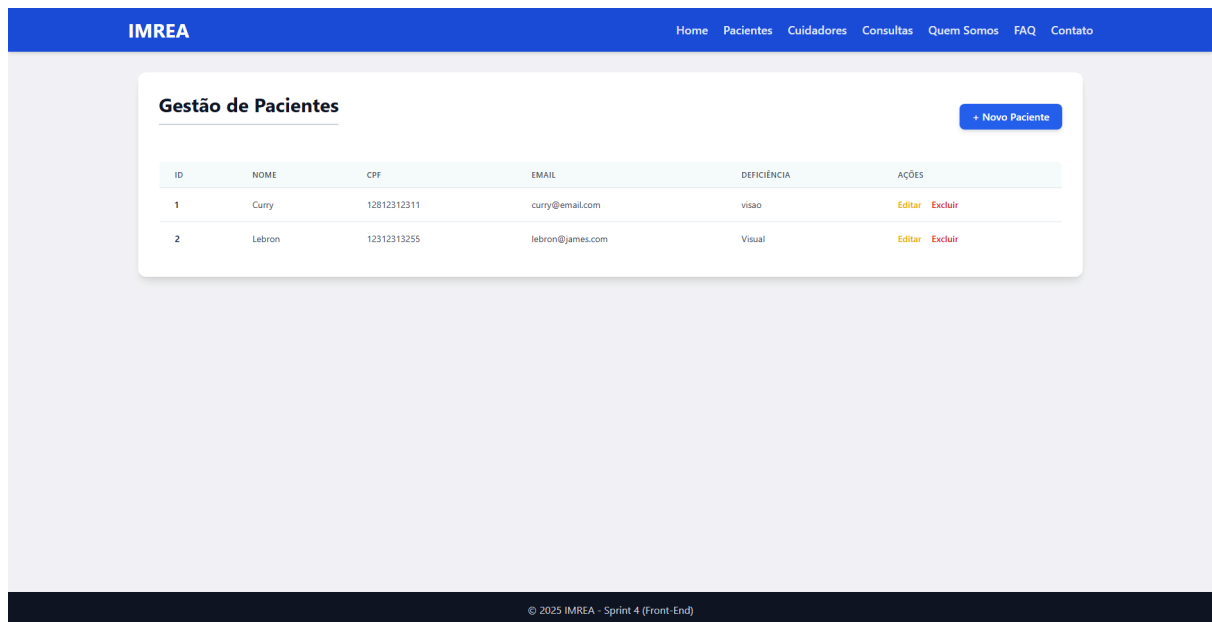 IMREA Home Pacientes Cuidadores Consultas Quem Somos FAQ Contato
Gestão de Pacientes
+ Novo Paciente
ID NOME CPF EMAIL DEFICIÊNCIA AÇÕES
1 Curry 12812312311 curry@email.com visao Editar Excluir
2 Lebron 12312313255 lebron@james.com Visual Editar Excluir
© 2025 IMREA - Sprint 4 (Front-End)